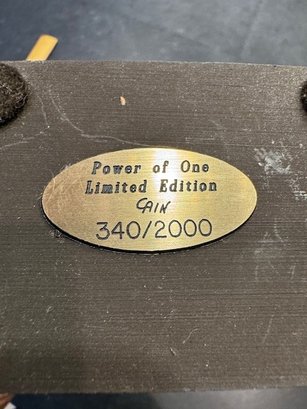 Power of One
Limited Edition
CAIN
340/2000